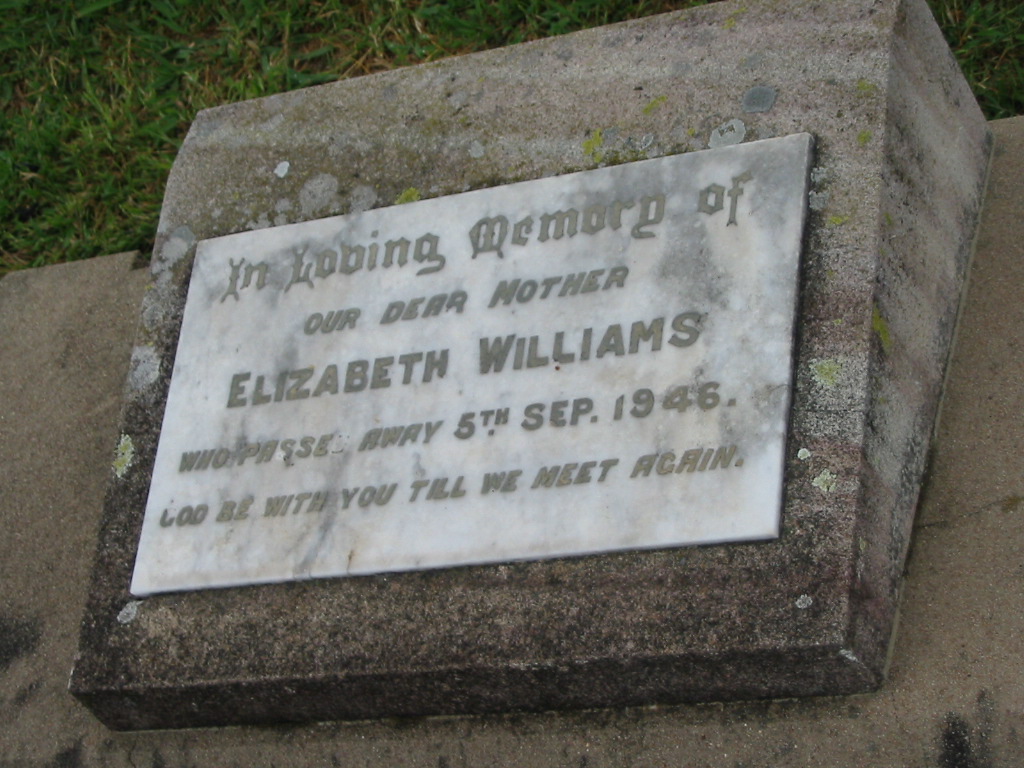 In Loving Memory of
OUR DEAR MOTHER
ELIZABETH WILLIAMS
WHO PASSED AWAY 5TH SEP. 1946.
GOD BE WITH YOU TILL WE MEET AGAIN.